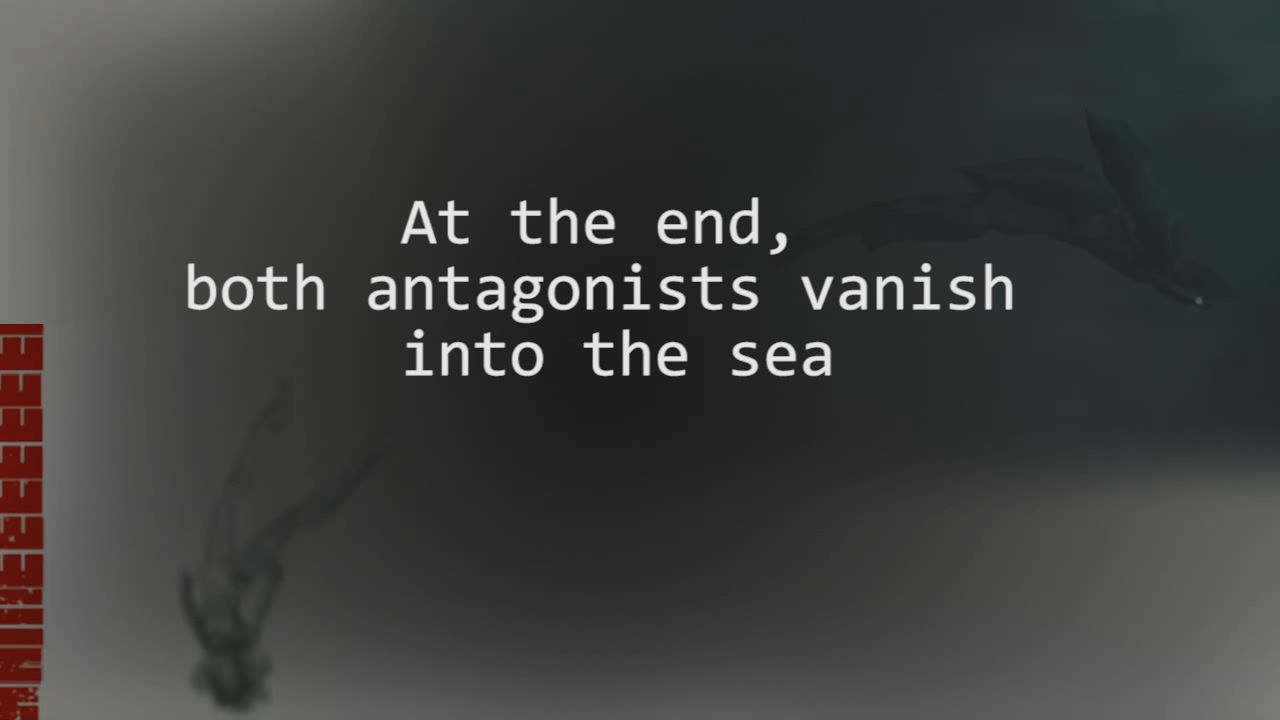 At the end,
both antagonists vanish
into the sea